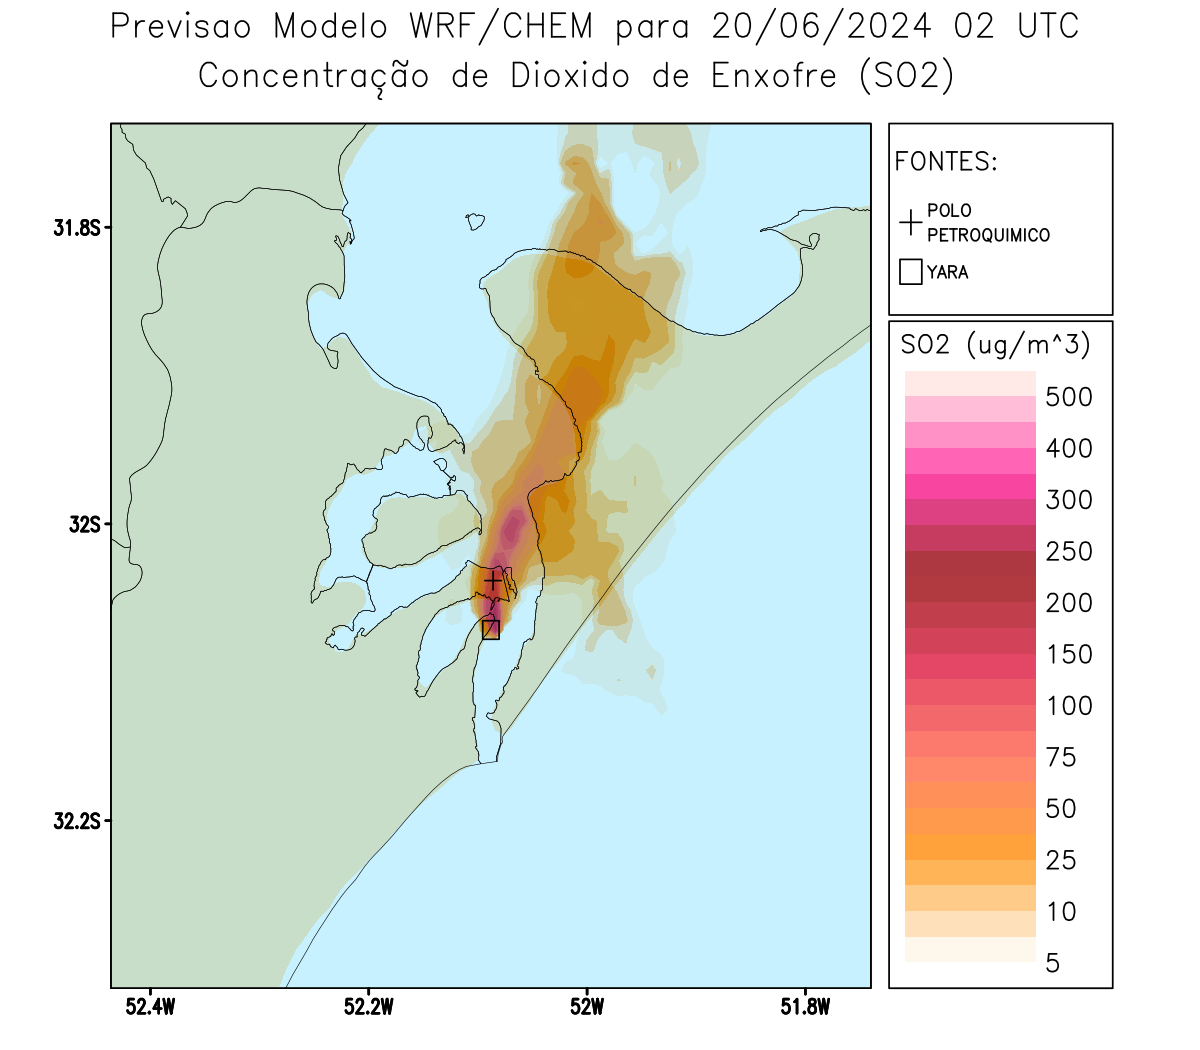 Previsao Modelo WRF/CHEM para 20/06/2024 02 UTC
Concentração de Dioxido de Enxofre (SO2)
FONTES:
POLO
PETROQUIMICO
YARA
SO2 (ug/m^3)
500
400
300
250
200
150
100
75
50
25
10
5
31.8S
32S
32.2S
52.4W
52.2W
52W
51.8W